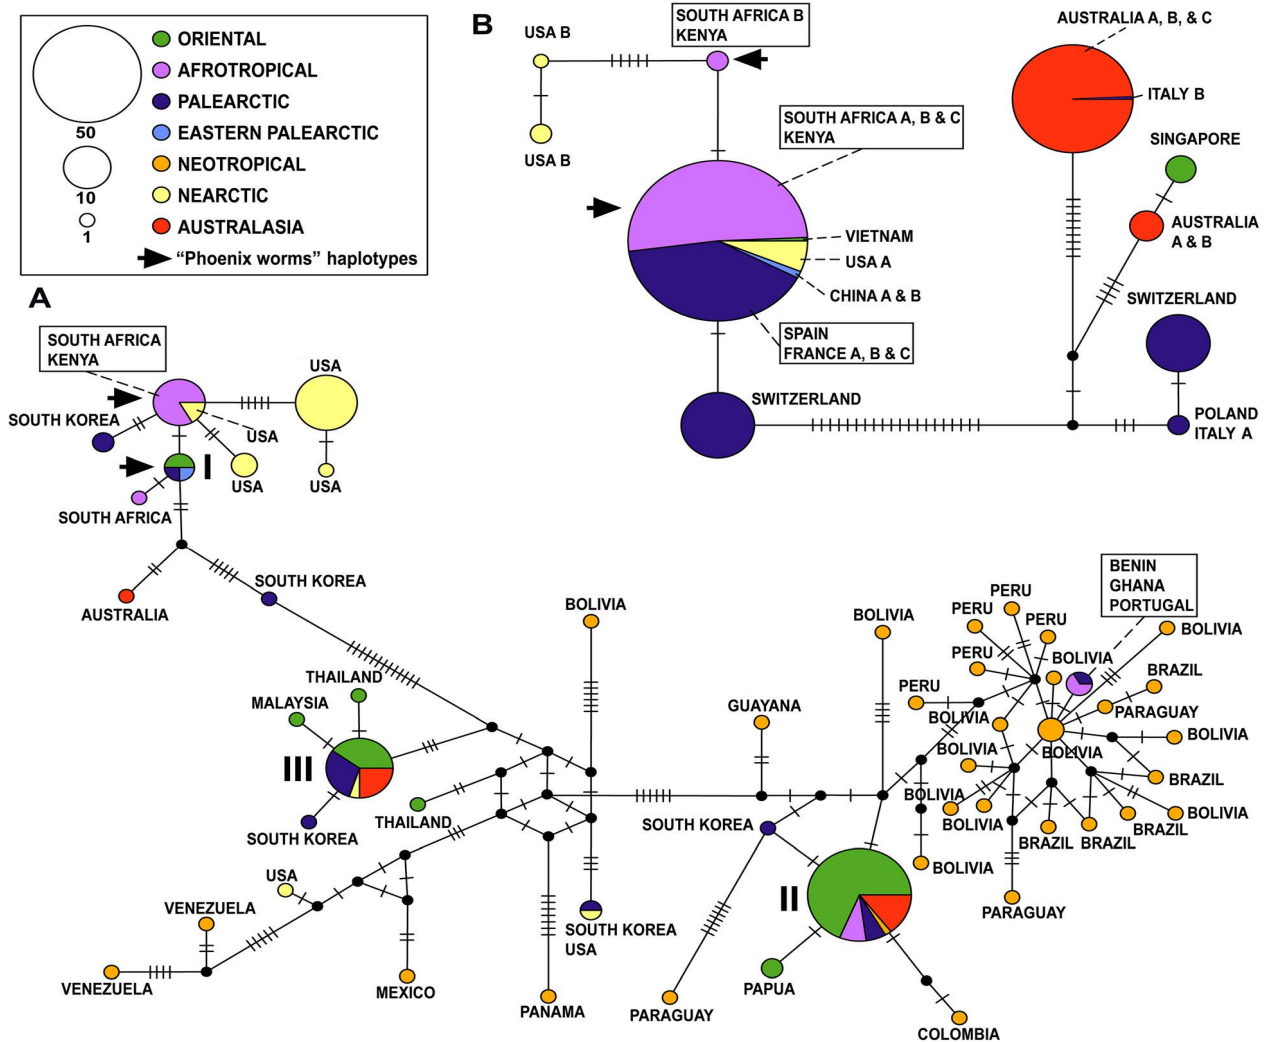 50
10
1
ORIENTAL
AFROTROPICAL
PALEARCTIC
EASTERN PALEARCTIC
NEOTROPICAL
NEARCTIC
AUSTRALASIA
“Phoenix worms” haplotypes
B
USA B
USA B
SOUTH AFRICA B
KENYA
SOUTH AFRICA A, B & C
KENYA
VIETNAM
USA A
CHINA A & B
SPAIN
FRANCE A, B & C
SWITZERLAND
AUSTRALIA A, B, & C
ITALY B
SINGAPORE
AUSTRALIA
A & B
SWITZERLAND
POLAND
ITALY A
A
SOUTH AFRICA
KENYA
USA
SOUTH KOREA
USA
I
USA
USA
SOUTH AFRICA
AUSTRALIA
SOUTH KOREA
THAILAND
MALAYSIA
III
SOUTH KOREA
THAILAND
BOLIVIA
SOUTH KOREA
USA
USA
VENEZUELA
VENEZUELA
MEXICO
PANAMA
GUAYANA
SOUTH KOREA
PARAGUAY
II
PAPUA
COLOMBIA
BOLIVIA
BENIN
GHANA
PORTUGAL
PERU
PERU
PERU
PERU
PERU
BOLIVIA
BOLIVIA
BRAZIL
PARAGUAY
BOLIVIA
BOLIVIA
BOLIVIA
BOLIVIA
BRAZIL
BOLIVIA
BOLIVIA
BOLIVIA
BRAZIL
BRAZIL
BRAZIL
BOLIVIA
PARAGUAY